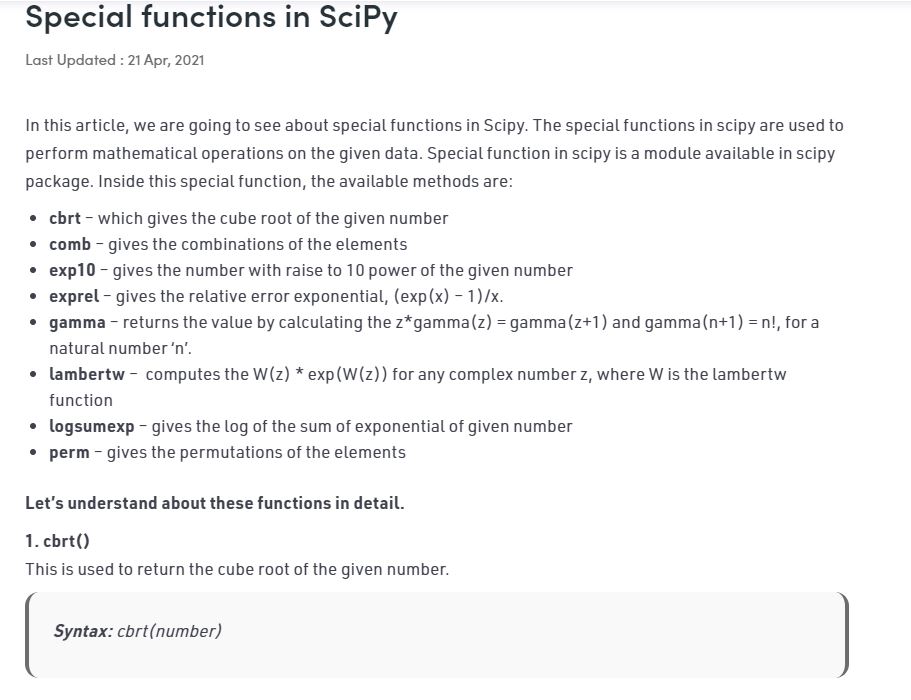 Special functions in SciPy
Last Updated : 21 Apr, 2021
In this article, we are going to see about special functions in Scipy. The special functions in scipy are used to
perform mathematical operations on the given data. Special function in scipy is a module available in scipy
package. Inside this special function, the available methods are:
• cbrt – which gives the cube root of the given number
• comb – gives the combinations of the elements
• exp10 – gives the number with raise to 10 power of the given number
• exprel – gives the relative error exponential, (exp(x) – 1)/x.
• gamma – returns the value by calculating the z*gamma(z) = gamma(z+1) and gamma(n+1) = n!, for a
natural number ‘n’.
• lambertw –  computes the W(z) * exp(W(z)) for any complex number z, where W is the lambertw
function
• logsumexp – gives the log of the sum of exponential of given number
• perm – gives the permutations of the elements
Let’s understand about these functions in detail.
1. cbrt()
This is used to return the cube root of the given number.
Syntax: cbrt(number)